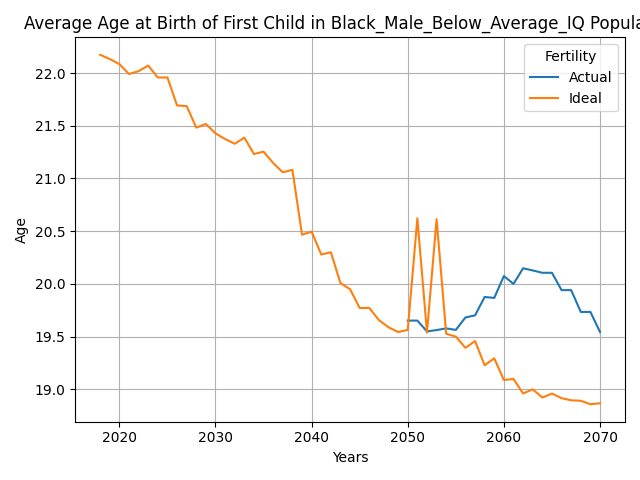 Average Age at Birth of First Child in Black_Male_Below_Average_IQ Popula
Fertility
Actual
Ideal
22.0
21.5
21.0
20.5
20.0
19.5
19.0
Age
2020 2030 2040 2050 2060 2070
Years